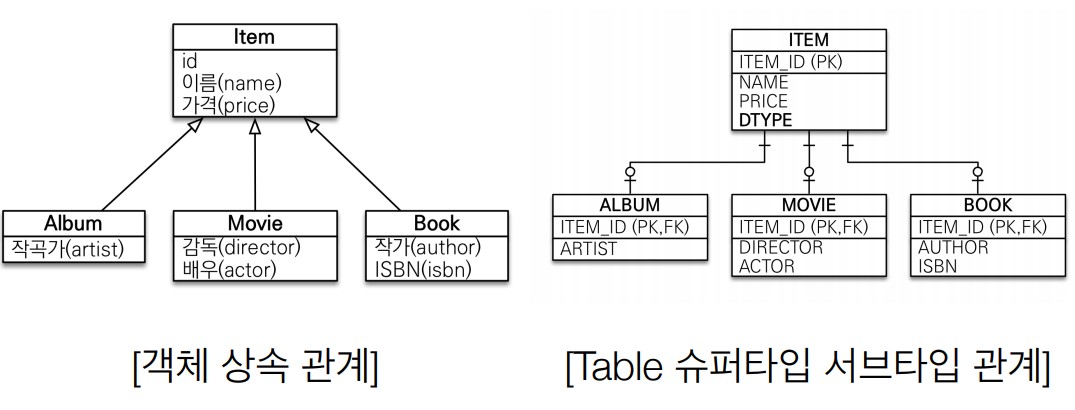 Item
id
이름(name)
가격(price)
Album
작곡가(artist)
Movie
감독(director)
배우(actor)
Book
작가(author)
ISBN(isbn)
[객체 상속 관계]
ITEM
ITEM_ID (PK)
NAME
PRICE
DTYPE
ALBUM
ITEM_ID (PK,FK)
ARTIST
MOVIE
ITEM_ID (PK,FK)
DIRECTOR
ACTOR
BOOK
ITEM_ID (PK,FK)
AUTHOR
ISBN
[Table 슈퍼타입 서브타입 관계]